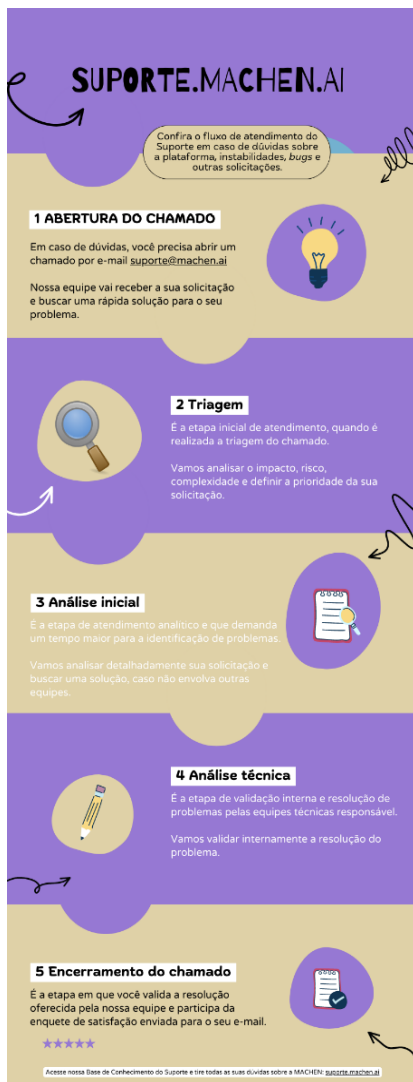 SUPORTE.MACHEN.AI
Confira o fluxo de atendimento do
Suporte em caso de dúvidas sobre
a plataforma, instabilidades, bugs e
outras solicitações.
1 ABERTURA DO CHAMADO
Em caso de dúvidas, você precisa abrir um
chamado por e-mail suporte@machen.ai
Nossa equipe vai receber a sua solicitação
e buscar uma rápida solução para o seu
problema.
2 Triagem
É a etapa inicial de atendimento, quando é
realizada a triagem do chamado.
Vamos analisar o impacto, risco,
complexidade e definir a prioridade da sua
solicitação.
3 Análise inicial
É a etapa de atendimento analítico e que demanda
um tempo maior para a identificação de problemas.
Vamos analisar detalhadamente sua solicitação e
buscar uma solução, caso não envolva outras
equipes.
4 Análise técnica
É a etapa de validação interna e resolução de
problemas pelas equipes técnicas responsável.
Vamos validar internamente a resolução do
problema.
5 Encerramento do chamado
É a etapa em que você valida a resolução
oferecida pela nossa equipe e participa da
enquete de satisfação enviada para o seu e-mail.
Acesse nossa Base de Conhecimento do Suporte e tire todas as suas dúvidas sobre a MACHEN: suporte.machen.ai